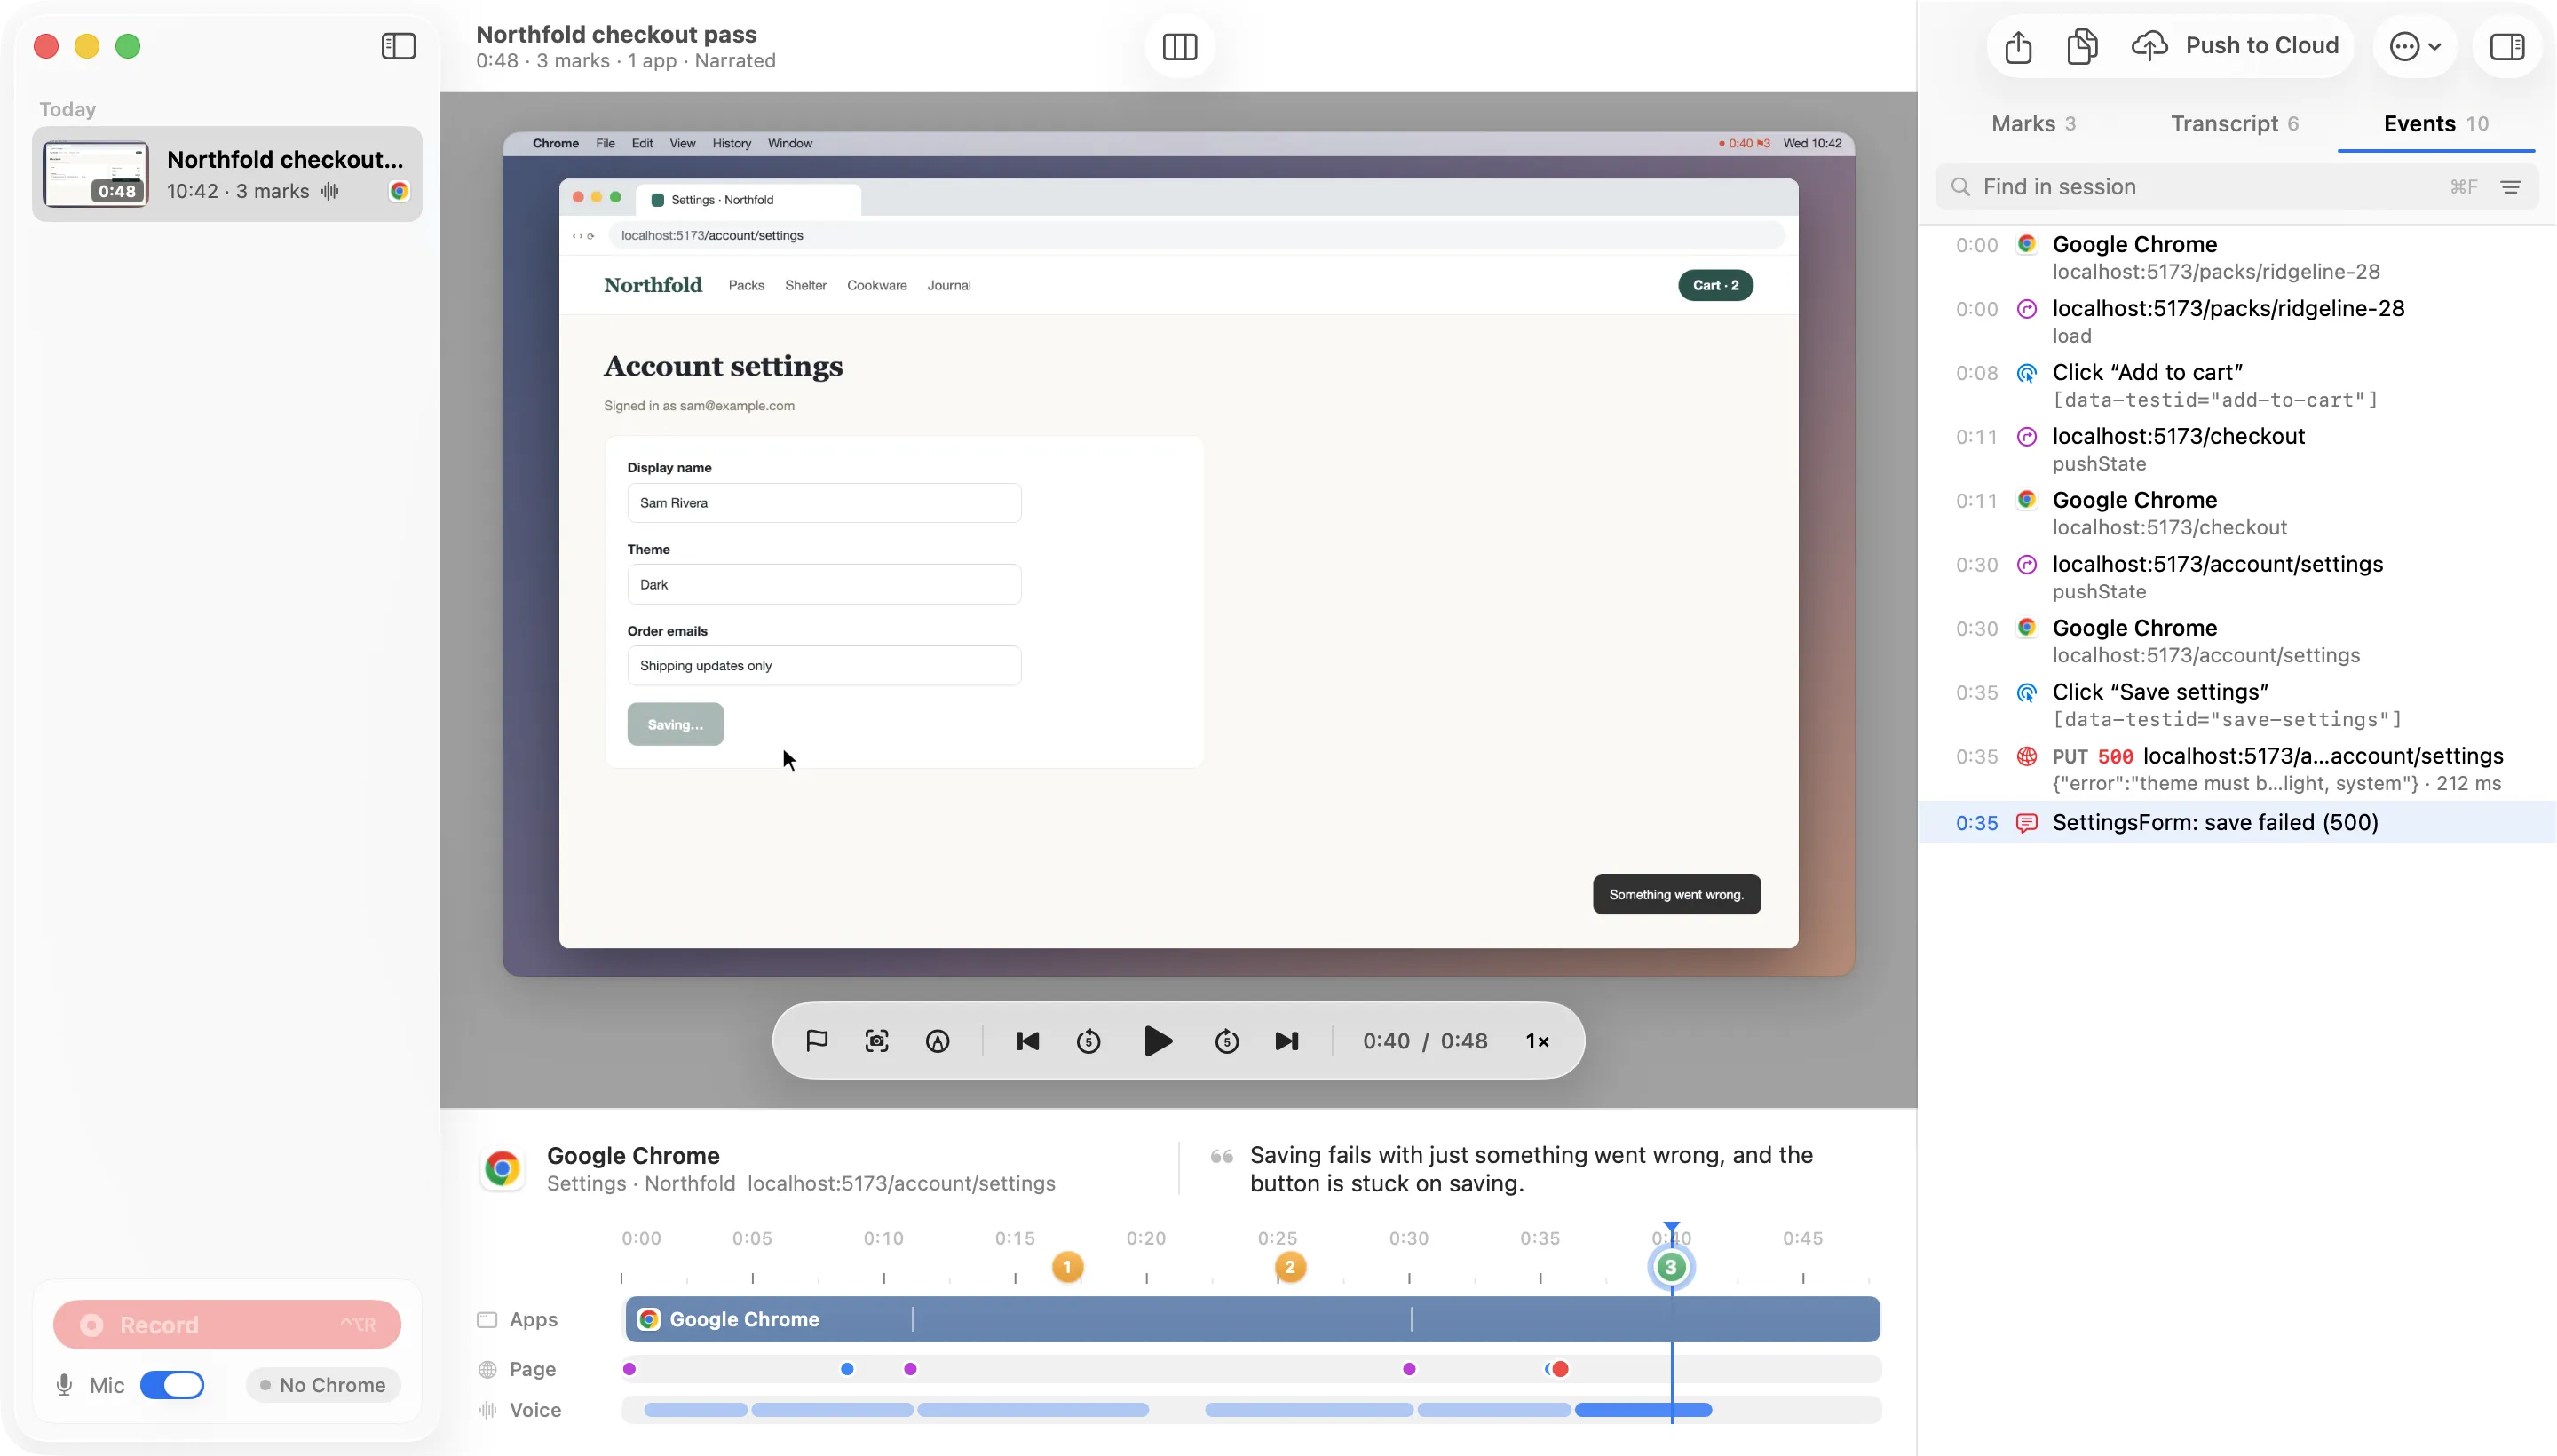 Today
Northfold checkout...
0:48
10:42 · 3 marks
Record ⌃⌥R
Mic
No Chrome
Northfold checkout pass
0:48 · 3 marks · 1 app · Narrated
Chrome File Edit View History Window
0:40 3 Wed 10:42
Settings · Northfold
localhost:5173/account/settings
Northfold Packs Shelter Cookware Journal
Cart · 2
Account settings
Signed in as sam@example.com
Display name
Sam Rivera
Theme
Dark
Order emails
Shipping updates only
Saving...
Something went wrong.
5
5
0:40 / 0:48 1×
Google Chrome
Settings · Northfold localhost:5173/account/settings
Saving fails with just something went wrong, and the
button is stuck on saving.
0:00 0:05 0:10 0:15 0:20 0:25 0:30 0:35 0:40 0:45
1 2 3
Apps
Google Chrome
Page
Voice
Push to Cloud
Marks 3 Transcript 6 Events 10
Find in session ⌘F
0:00 Google Chrome
localhost:5173/packs/ridgeline-28
0:00 localhost:5173/packs/ridgeline-28
load
0:08 Click “Add to cart”
[data-testid="add-to-cart"]
0:11 localhost:5173/checkout
pushState
0:11 Google Chrome
localhost:5173/checkout
0:30 localhost:5173/account/settings
pushState
0:30 Google Chrome
localhost:5173/account/settings
0:35 Click “Save settings”
[data-testid="save-settings"]
0:35 PUT 500 localhost:5173/a...account/settings
{"error":"theme must b...light, system"} · 212 ms
0:35 SettingsForm: save failed (500)